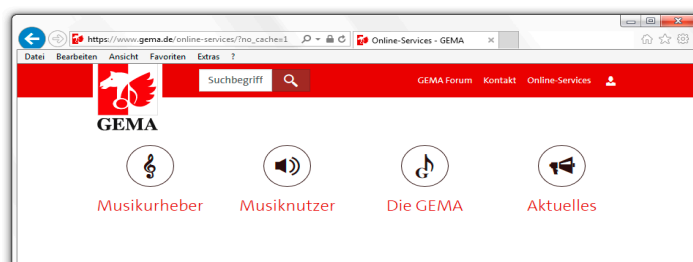 https://www.gema.de/online-services/?no_cache=1
Online-Services - GEMA
Datei Bearbeiten Ansicht Favoriten Extras ?
Suchbegriff
GEMA Forum Kontakt Online-Services
GEMA
Musikurheber Musiknutzer Die GEMA Aktuelles